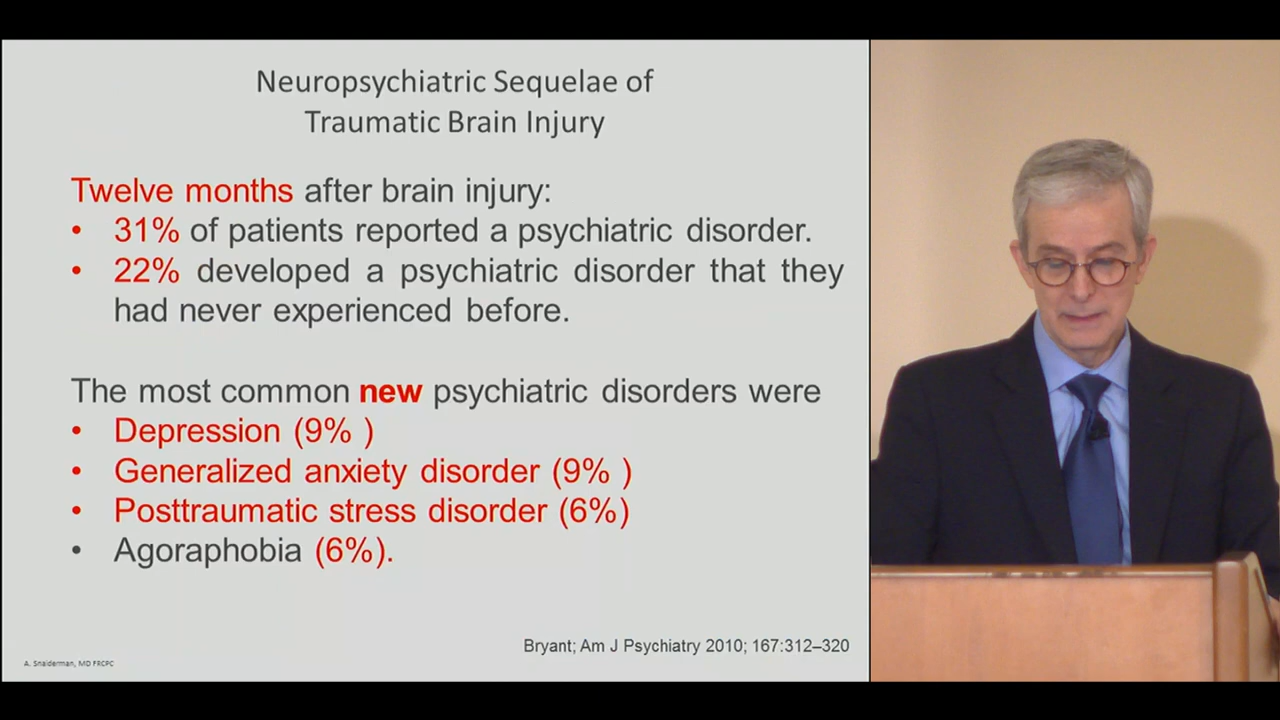 Neuropsychiatric Sequelae of
Traumatic Brain Injury
Twelve months after brain injury:
• 31% of patients reported a psychiatric disorder.
• 22% developed a psychiatric disorder that they
had never experienced before.
The most common new psychiatric disorders were
• Depression (9% )
• Generalized anxiety disorder (9% )
• Posttraumatic stress disorder (6%)
• Agoraphobia (6%).
Bryant; Am J Psychiatry 2010; 167:312–320
A. Snaiderman, MD FRCPC